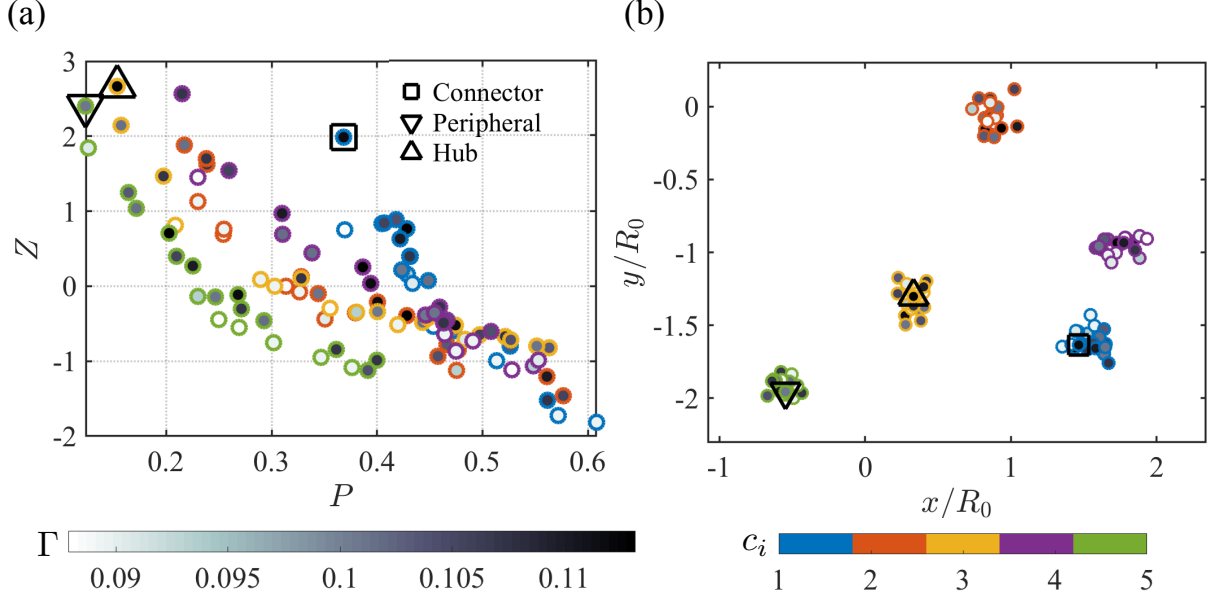 (a)
3
2
1
0
-1
-2
Z
0.2 0.3 0.4 0.5 0.6
P
Connector
Peripheral
Hub
Γ
0.09 0.095 0.1 0.105 0.11
(b)
0
-0.5
-1
-1.5
-2
y/R₀
-1 0 1 2
x/R₀
cᵢ
1 2 3 4 5